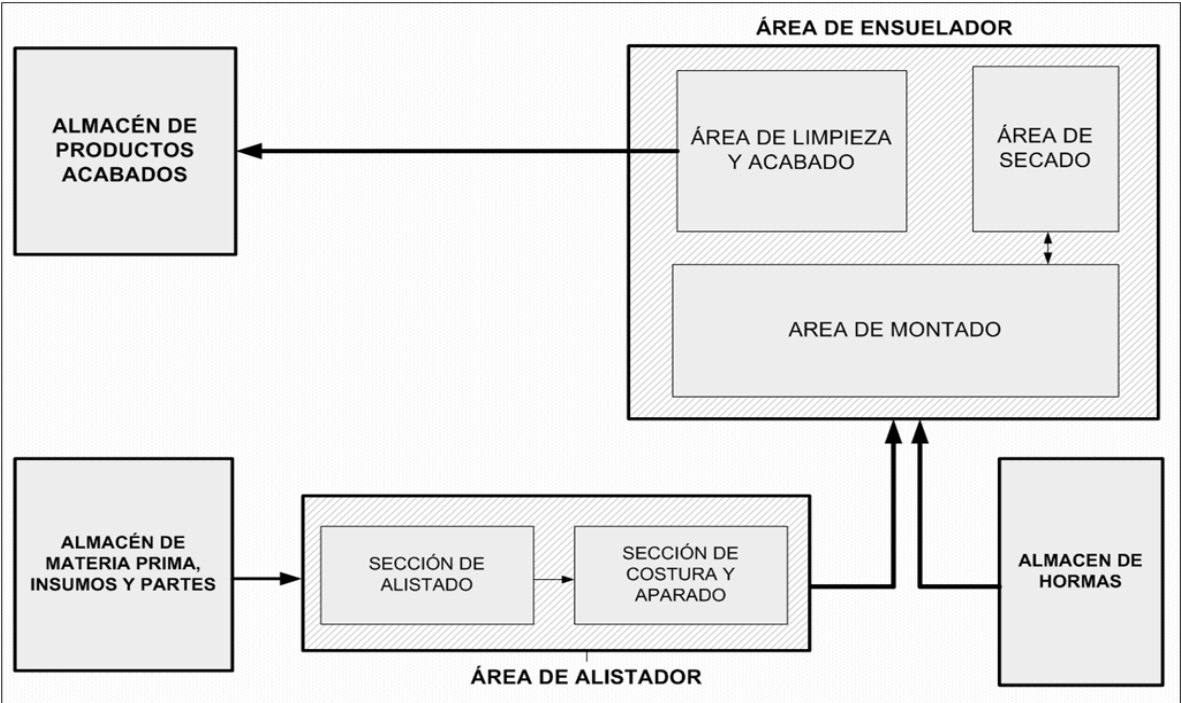 ÁREA DE ENSUELADOR
ALMACÉN DE
PRODUCTOS
ACABADOS
ÁREA DE LIMPIEZA
Y ACABADO
ÁREA DE
SECADO
AREA DE MONTADO
ALMACÉN DE
MATERIA PRIMA,
INSUMOS Y PARTES
SECCIÓN DE
ALISTADO
SECCIÓN DE
COSTURA Y
APARADO
ALMACEN DE
HORMAS
ÁREA DE ALISTADOR